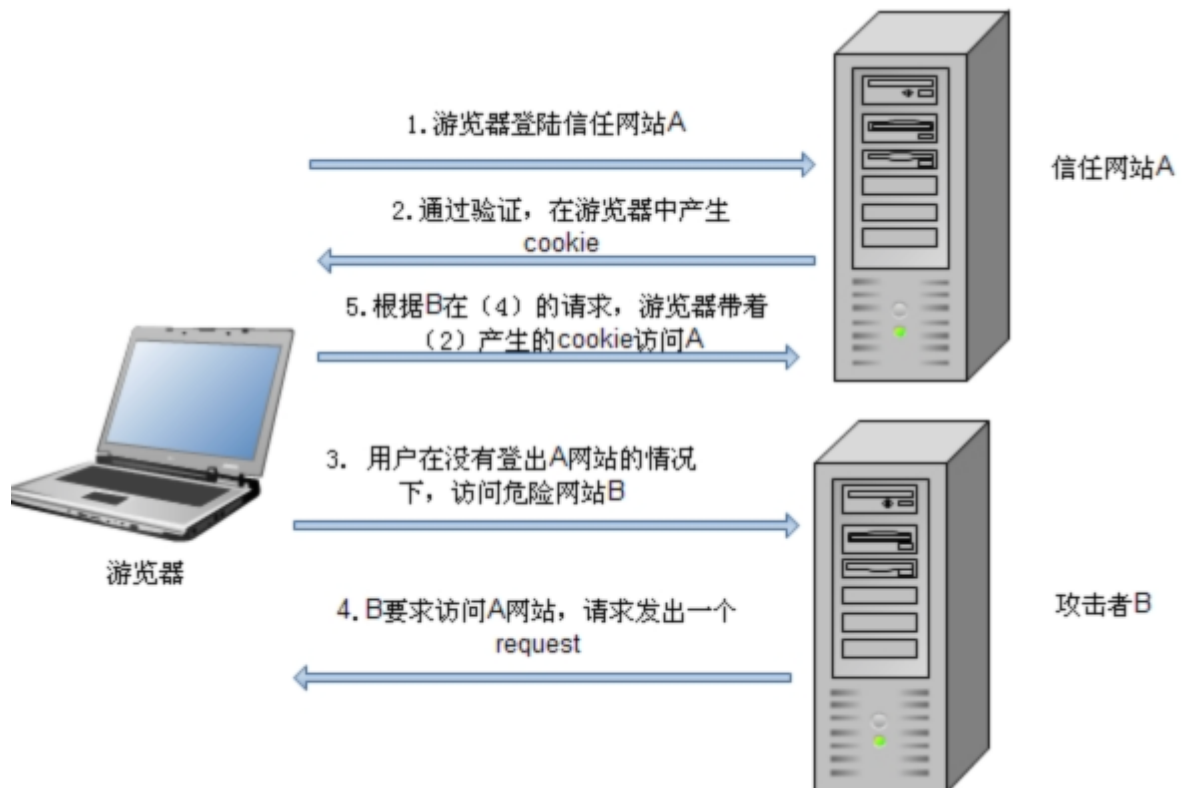 1.游览器登陆信任网站A
信任网站A
2.通过验证，在游览器中产生
cookie
5.根据B在（4）的请求，游览器带着
（2）产生的cookie访问A
3. 用户在没有登出A网站的情况
下，访问危险网站B
游览器
4.B要求访问A网站，请求发出一个
request
攻击者B